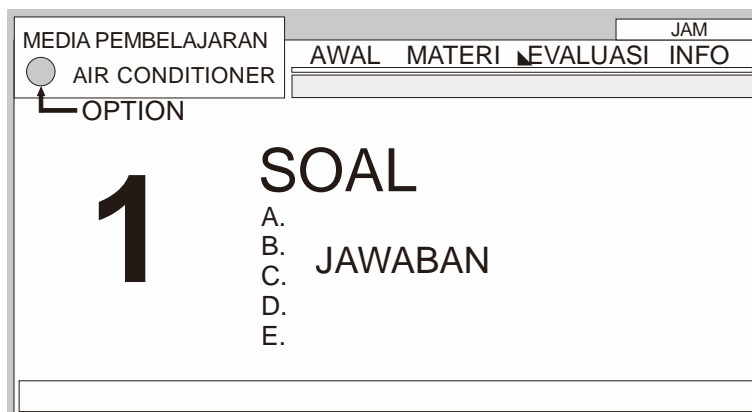 JAM
MEDIA PEMBELAJARAN
AIR CONDITIONER
AWAL MATERI EVALUASI INFO
OPTION
1
SOAL
A.
B.
JAWABAN
C.
D.
E.